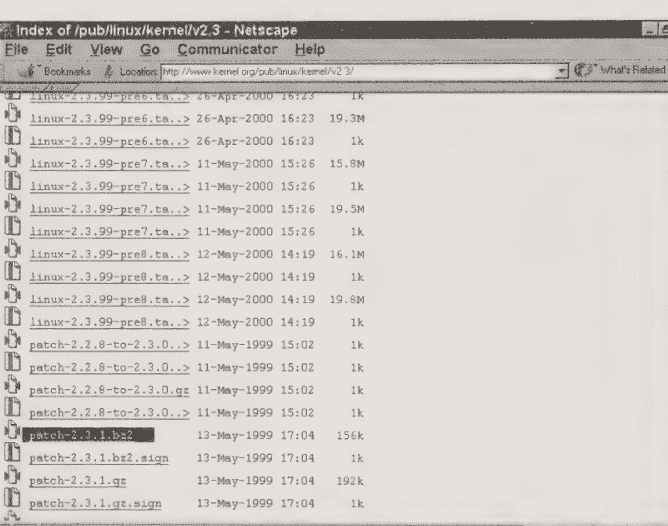 Index of /pub/linux/kernel/v2.3 - Netscape
File Edit View Go Communicator Help
Bookmarks Location: http://www.kernel.org/pub/linux/kernel/v2.3/ What's Related
linux-2.3.99-pre6.ta..> 26-Apr-2000 16:23 1k
linux-2.3.99-pre6.ta..> 26-Apr-2000 16:23 19.3M
linux-2.3.99-pre6.ta..> 26-Apr-2000 16:23 1k
linux-2.3.99-pre7.ta..> 11-May-2000 15:26 15.8M
linux-2.3.99-pre7.ta..> 11-May-2000 15:26 1k
linux-2.3.99-pre7.ta..> 11-May-2000 15:26 19.5M
linux-2.3.99-pre7.ta..> 11-May-2000 15:26 1k
linux-2.3.99-pre8.ta..> 12-May-2000 14:19 16.1M
linux-2.3.99-pre8.ta..> 12-May-2000 14:19 1k
linux-2.3.99-pre8.ta..> 12-May-2000 14:19 19.8M
linux-2.3.99-pre8.ta..> 12-May-2000 14:19 1k
patch-2.2.8-to-2.3.0..> 11-May-1999 15:02 1k
patch-2.2.8-to-2.3.0..> 11-May-1999 15:02 1k
patch-2.2.8-to-2.3.0.gz 11-May-1999 15:02 1k
patch-2.2.8-to-2.3.0..> 11-May-1999 15:02 1k
patch-2.3.1.bz2 13-May-1999 17:04 156k
patch-2.3.1.bz2.sign 13-May-1999 17:04 1k
patch-2.3.1.gz 13-May-1999 17:04 192k
patch-2.3.1.gz.sign 13-May-1999 17:04 1k